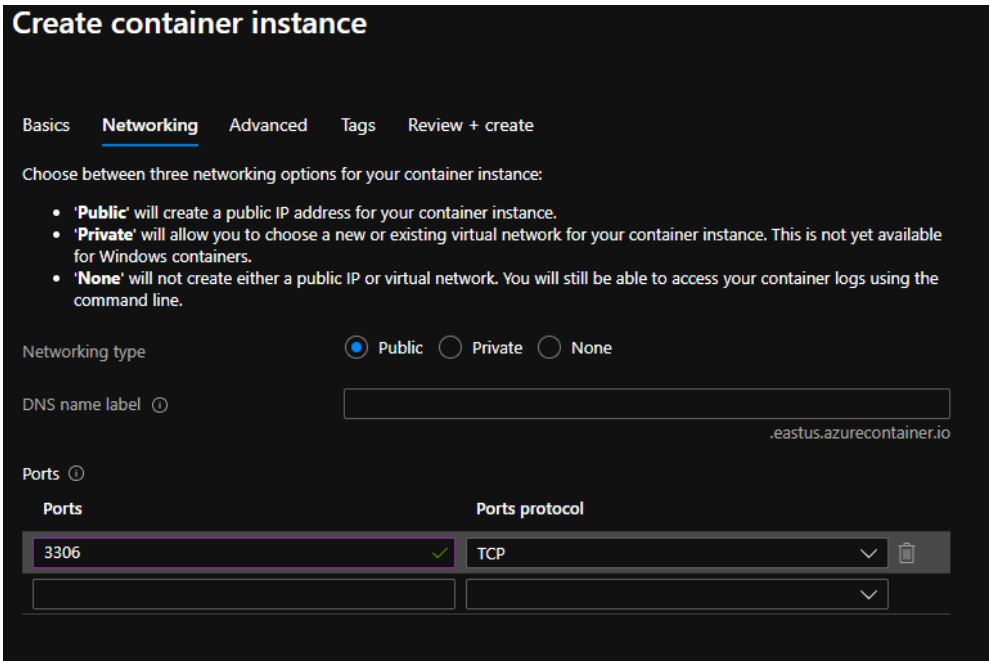 Create container instance
Basics Networking Advanced Tags Review + create
Choose between three networking options for your container instance:
• 'Public' will create a public IP address for your container instance.
• 'Private' will allow you to choose a new or existing virtual network for your container instance. This is not yet available
for Windows containers.
• 'None' will not create either a public IP or virtual network. You will still be able to access your container logs using the
command line.
Networking type Public Private None
DNS name label
.eastus.azurecontainer.io
Ports
Ports Ports protocol
3306 TCP